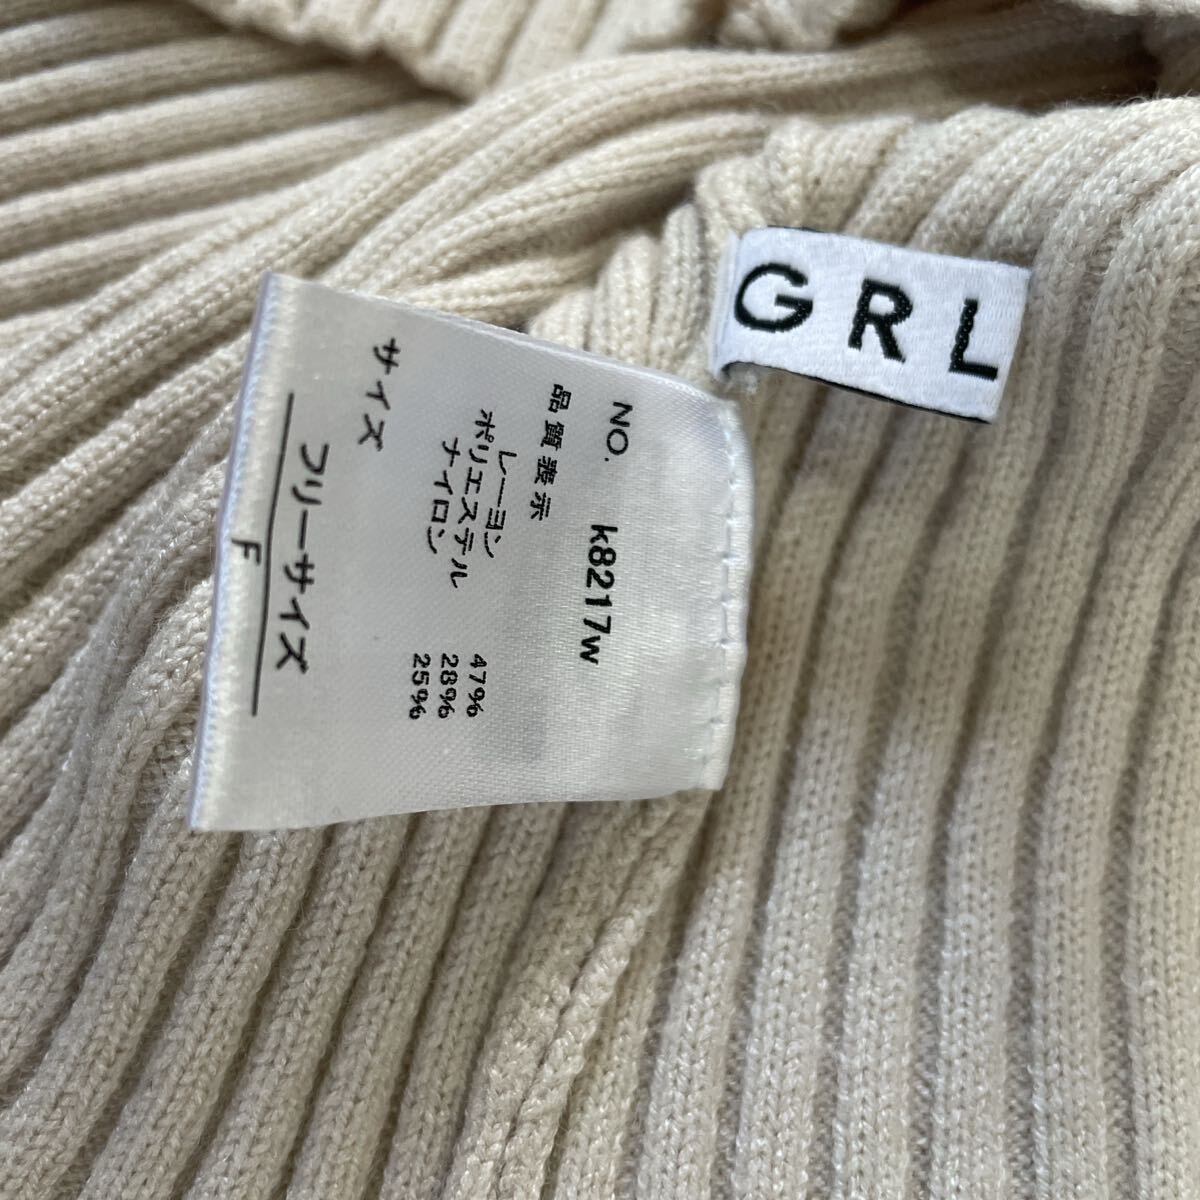 GRL
NO. k8217w
品質表示
レーヨン 47%
ポリエステル 28%
ナイロン 25%
サイズ
フリーサイズ
F